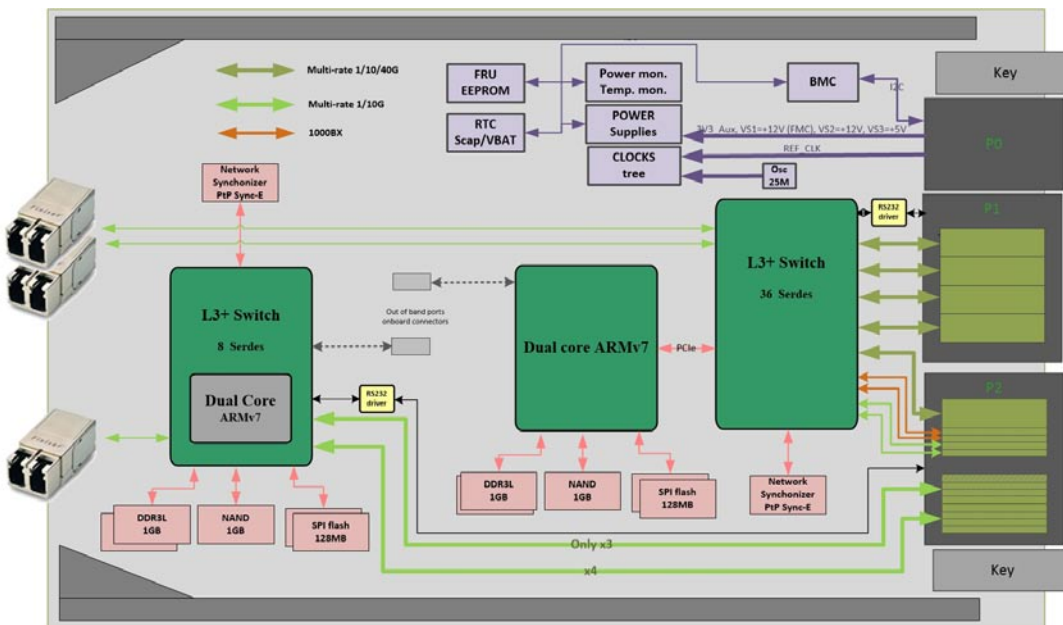 Multi-rate 1/10/40G
Multi-rate 1/10G
1000BX
FRU
EEPROM
Power mon.
Temp. mon.
BMC
I2C
Key
RTC
Scap/VBAT
POWER
Supplies
3V3_Aux, VS1=+12V (FMC), VS2=+12V, VS3=+5V
P0
CLOCKS
tree
REF_CLK
Osc
25M
Network
Synchonizer
PtP Sync-E
RS232
driver
P1
L3+ Switch
36 Serdes
L3+ Switch
8 Serdes
Out of band ports
onboard connectors
Dual core ARMv7
PCIe
Dual Core
ARMv7
RS232
driver
P2
DDR3L
1GB
NAND
1GB
SPI flash
128MB
DDR3L
1GB
NAND
1GB
SPI flash
128MB
Network
Synchonizer
PtP Sync-E
Only x3
x4
Key
Finisar